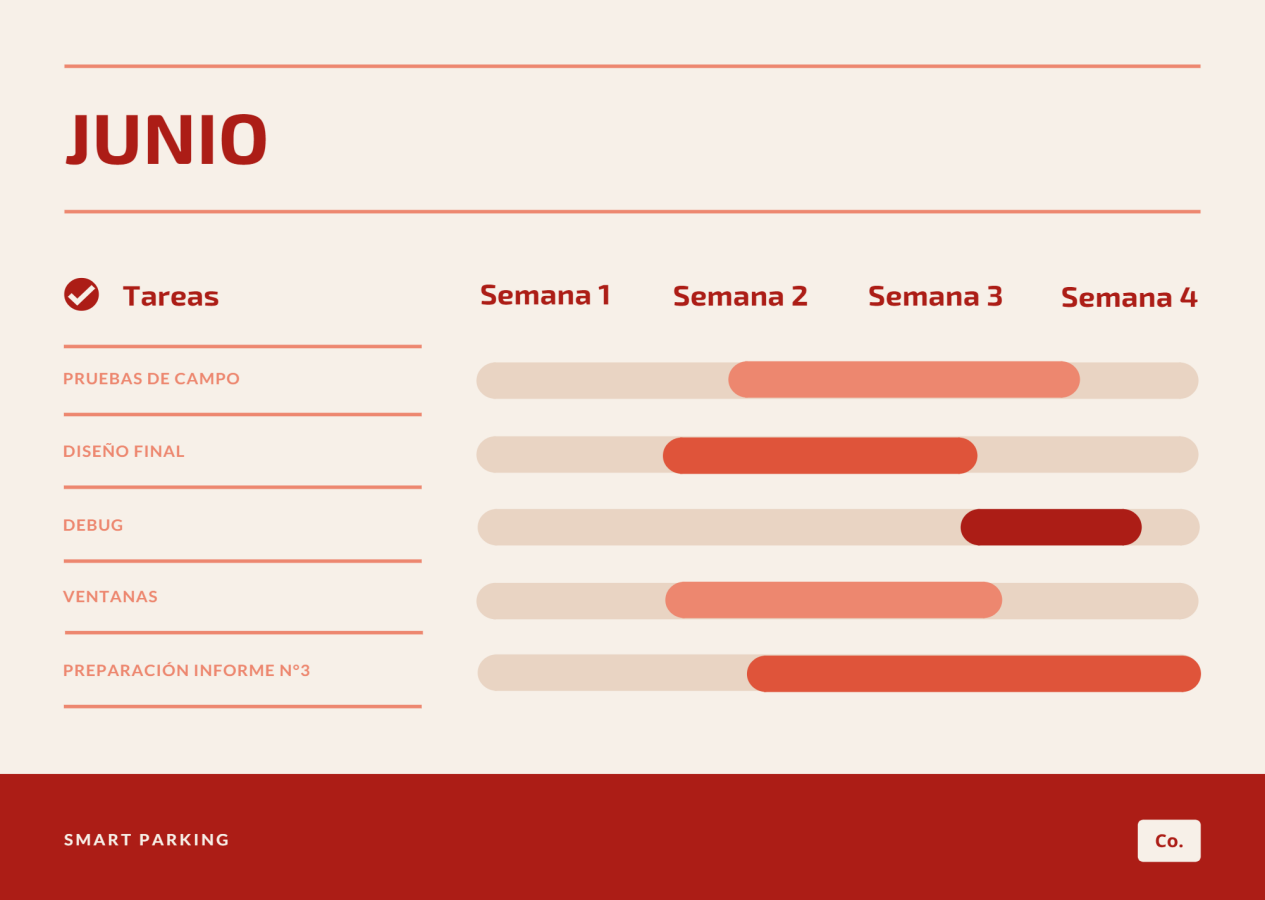 JUNIO
Tareas
Semana 1
Semana 2
Semana 3
Semana 4
PRUEBAS DE CAMPO
DISEÑO FINAL
DEBUG
VENTANAS
PREPARACIÓN INFORME N°3
SMART PARKING
Co.